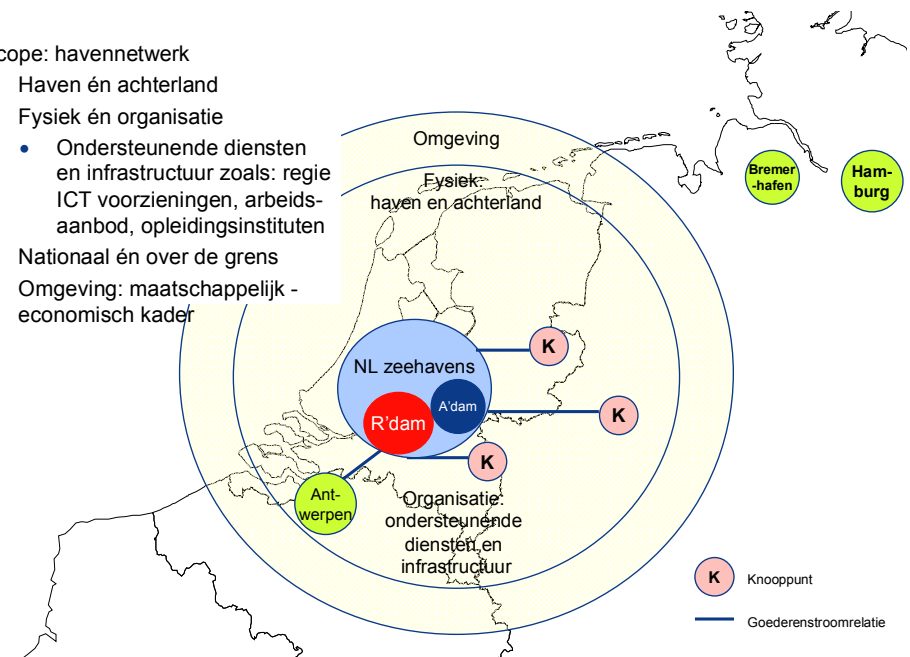 cope: havennetwerk
Haven én achterland
Fysiek én organisatie
• Ondersteunende diensten
en infrastructuur zoals: regie
ICT voorzieningen, arbeids-
aanbod, opleidingsinstituten
Nationaal én over de grens
Omgeving: maatschappelijk -
economisch kader
Omgeving
Fysiek:
haven en achterland
Bremer
-hafen
Ham-
burg
NL zeehavens
R'dam
A'dam
K
K
K
Ant-
werpen
Organisatie:
ondersteunende
diensten en
infrastructuur
K Knooppunt
Goederenstroomrelatie